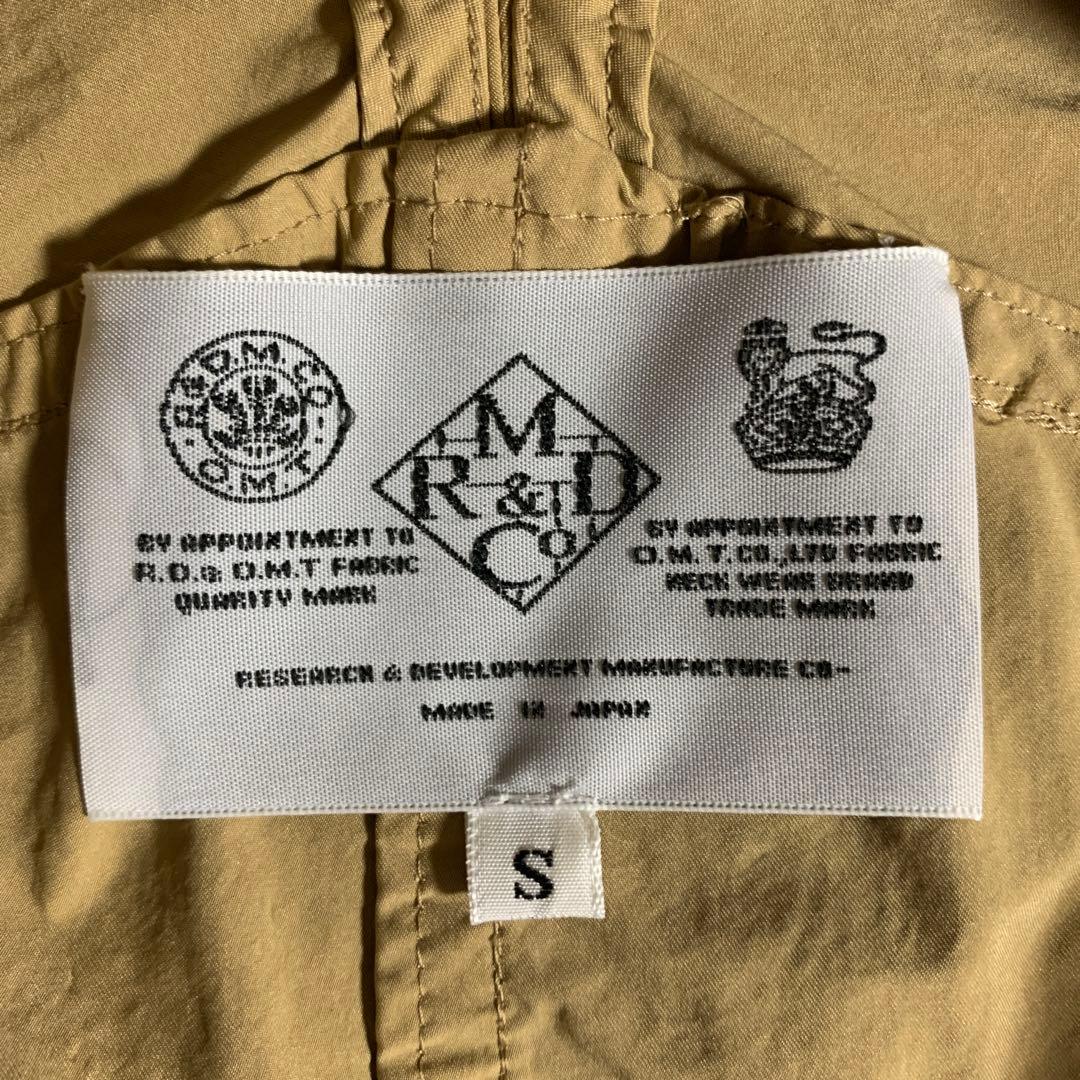 R&D.M.CO.
O.M.T
M
R&D
Co.
BY APPOINTMENT TO
R.D.& O.M.T FABRIC
QUARITY MARK
BY APPOINTMENT TO
O.M.T.CO.,LTD FABRIC
NECK WEAR BRAND
TRADE MARK
RESEARCH & DEVELOPMENT MANUFACTURE CO-
MADE IN JAPAN
S